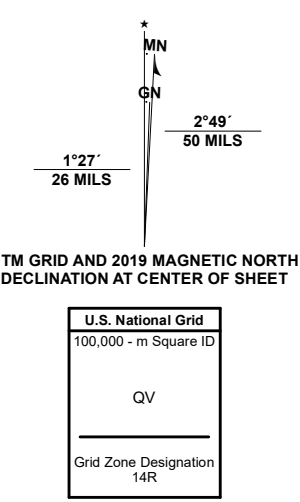 ★
MN
GN
2°49´
50 MILS
1°27´
26 MILS
TM GRID AND 2019 MAGNETIC NORTH
DECLINATION AT CENTER OF SHEET
U.S. National Grid
100,000 - m Square ID
QV
Grid Zone Designation
14R